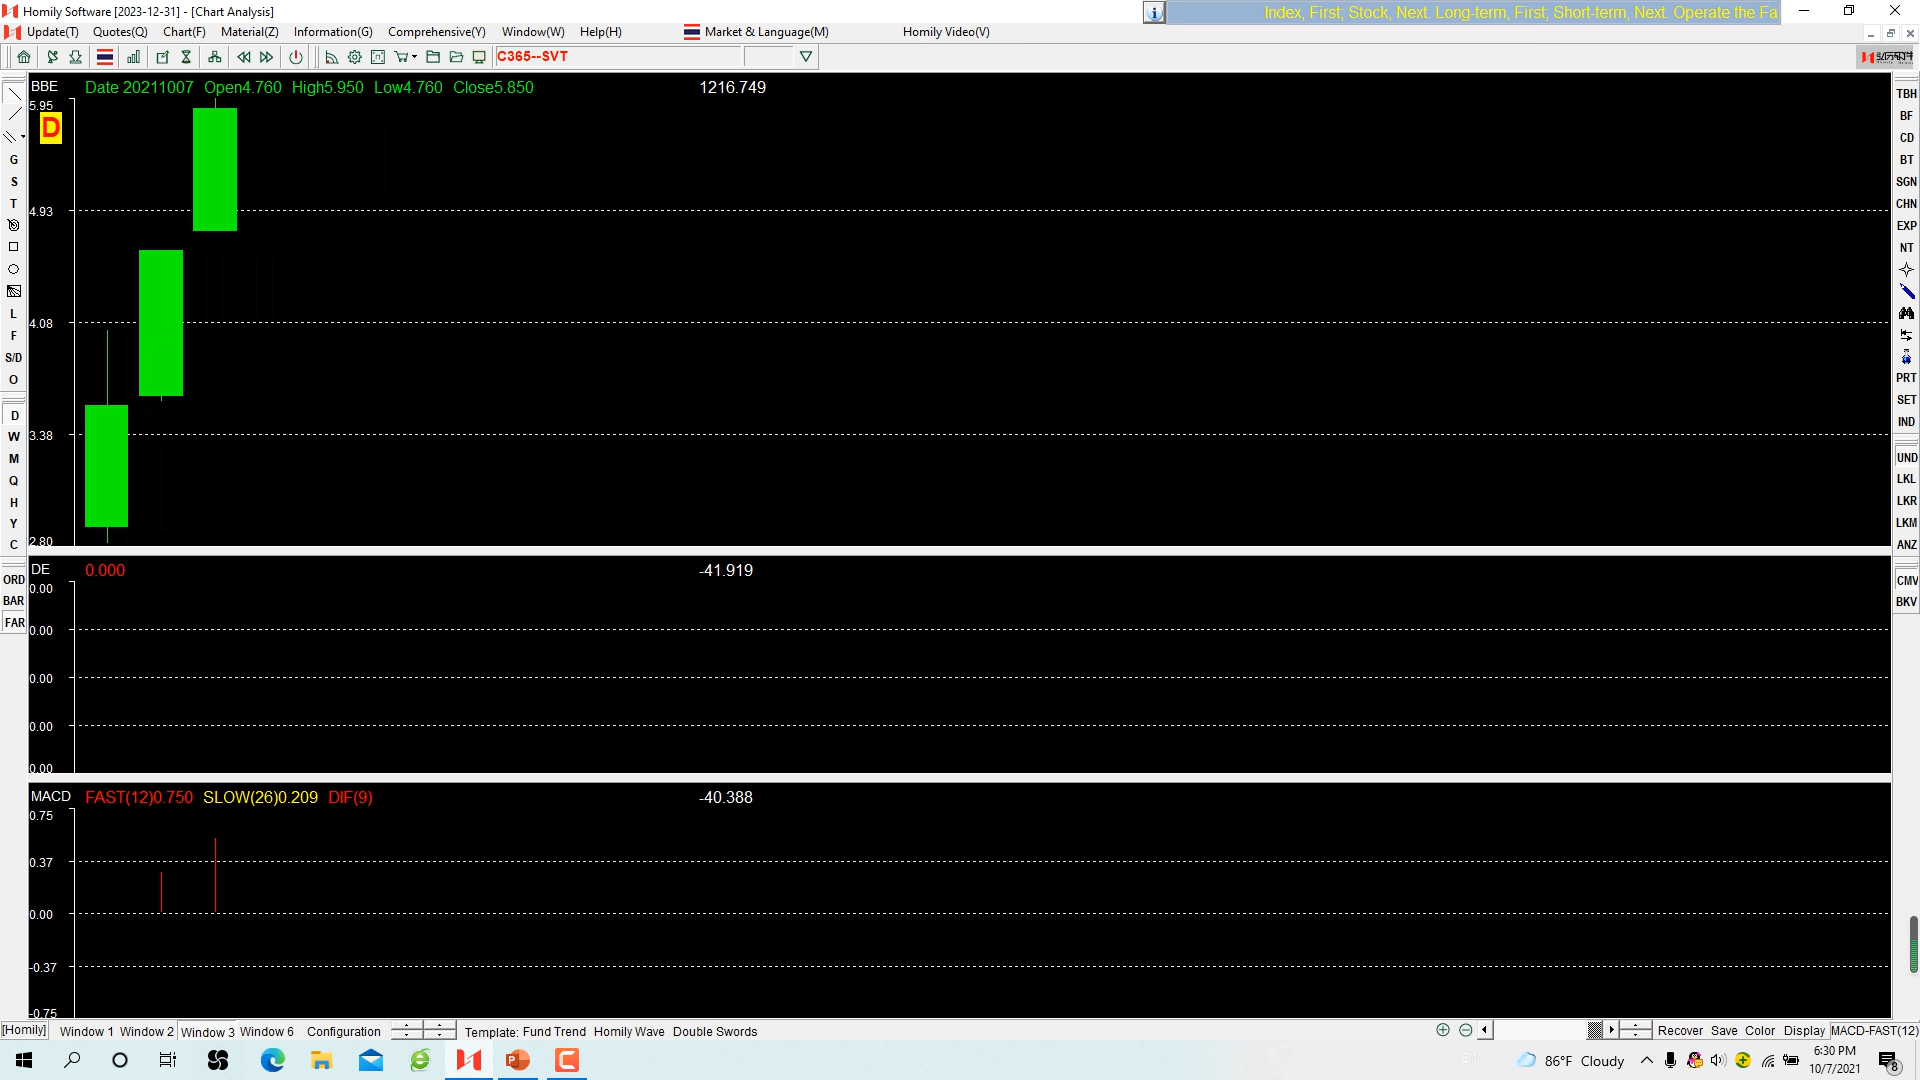 Homily Software [2023-12-31] - [Chart Analysis]
Index, First; Stock, Next. Long-term, First; Short-term, Next. Operate the Fa
Update(T) Quotes(Q) Chart(F) Material(Z) Information(G) Comprehensive(Y) Window(W) Help(H) Market & Language(M) Homily Video(V)
C365--SVT
BBE Date 20211007 Open4.760 High5.950 Low4.760 Close5.850 1216.749
5.95
D
4.93
4.08
3.38
2.80
DE 0.000 -41.919
0.00
0.00
0.00
0.00
0.00
MACD FAST(12)0.750 SLOW(26)0.209 DIF(9) -40.388
0.75
0.37
0.00
-0.37
-0.75
G
S
T
L
F
S/D
O
D
W
M
Q
H
Y
C
ORD
BAR
FAR
TBH
BF
CD
BT
SGN
CHN
EXP
NT
PRT
SET
IND
UND
LKL
LKR
LKM
ANZ
CMV
BKV
[Homily] Window 1 Window 2 Window 3 Window 6 Configuration Template: Fund Trend Homily Wave Double Swords Recover Save Color Display MACD-FAST(12)
86°F Cloudy
6:30 PM
10/7/2021
8